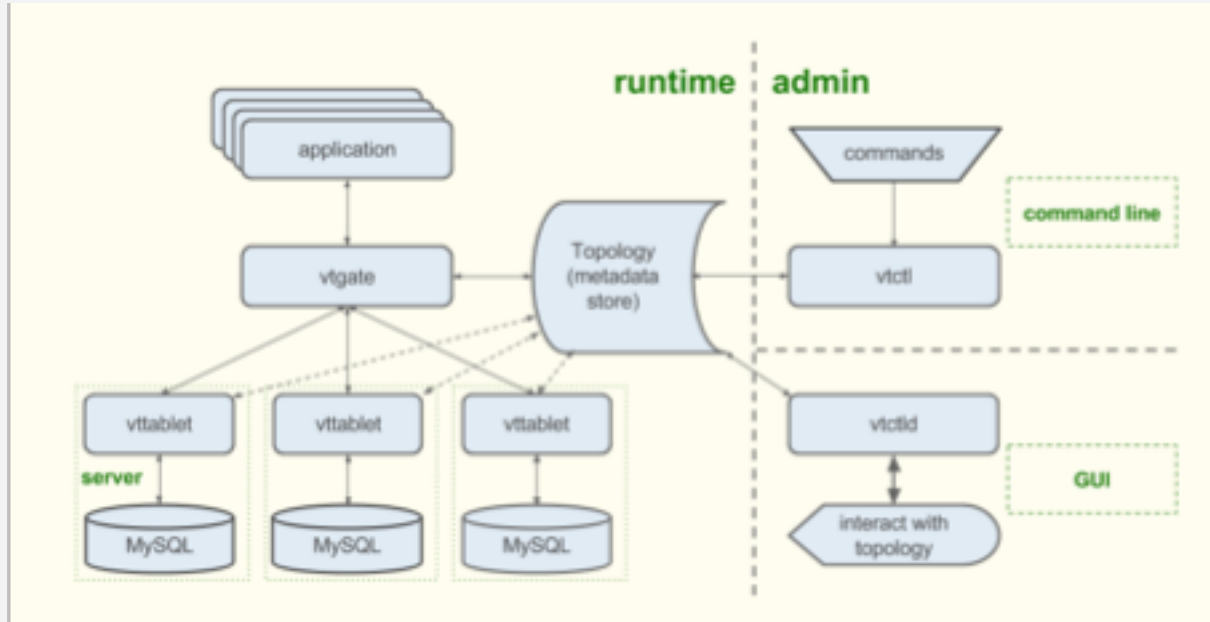 runtime
admin
application
commands
command line
Topology
(metadata
store)
vtgate
vtctl
vttablet
vttablet
vttablet
vtctld
server
GUI
MySQL
MySQL
MySQL
interact with
topology